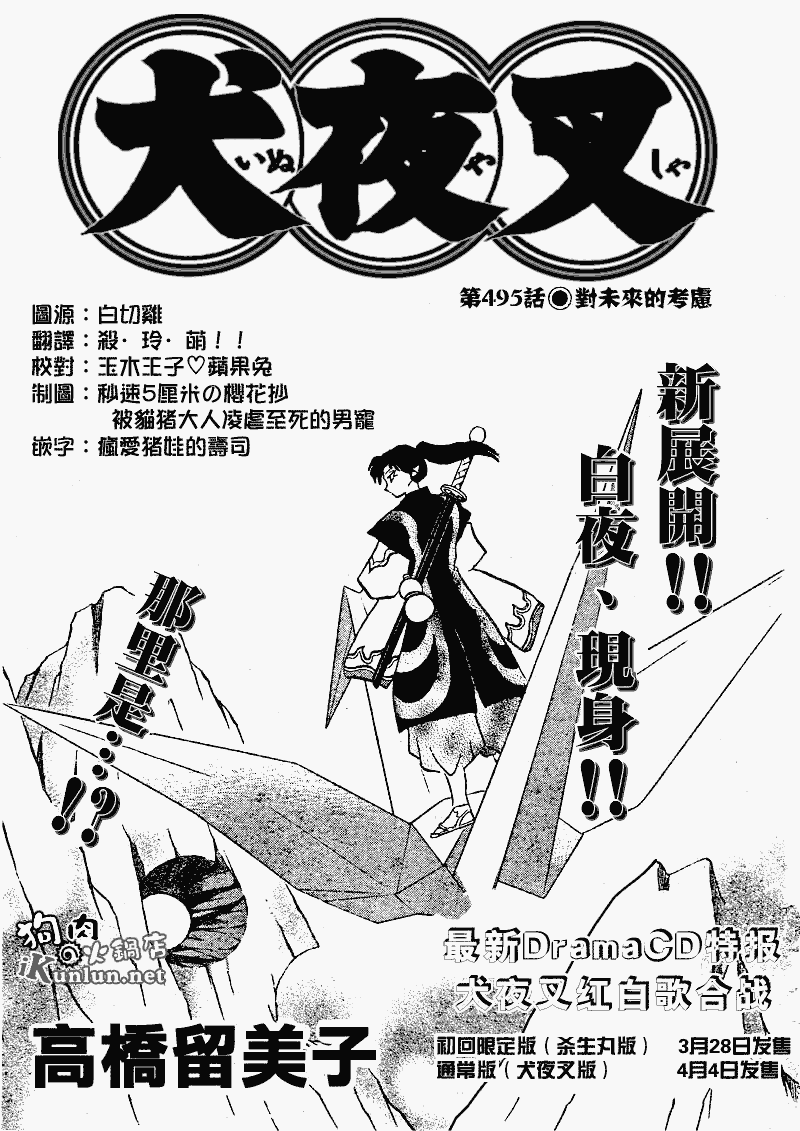 犬夜叉
いぬ や しゃ
第495話●對未來的考慮
圖源：白切雞
翻譯：殺·玲·萌！！
校對：玉木王子♡蘋果兔
制圖：秒速5厘米の櫻花抄
被貓猪大人凌虐至死的男寵
嵌字：瘋愛猪娃的壽司
新展開!!
白夜、現身!!
那里是…?!!
狗肉火鍋店
iKunlun.net
最新DramaCD特报
犬夜叉红白歌合战
初回限定版（杀生丸版） 3月28日发售
通常版（犬夜叉版） 4月4日发售
高橋留美子